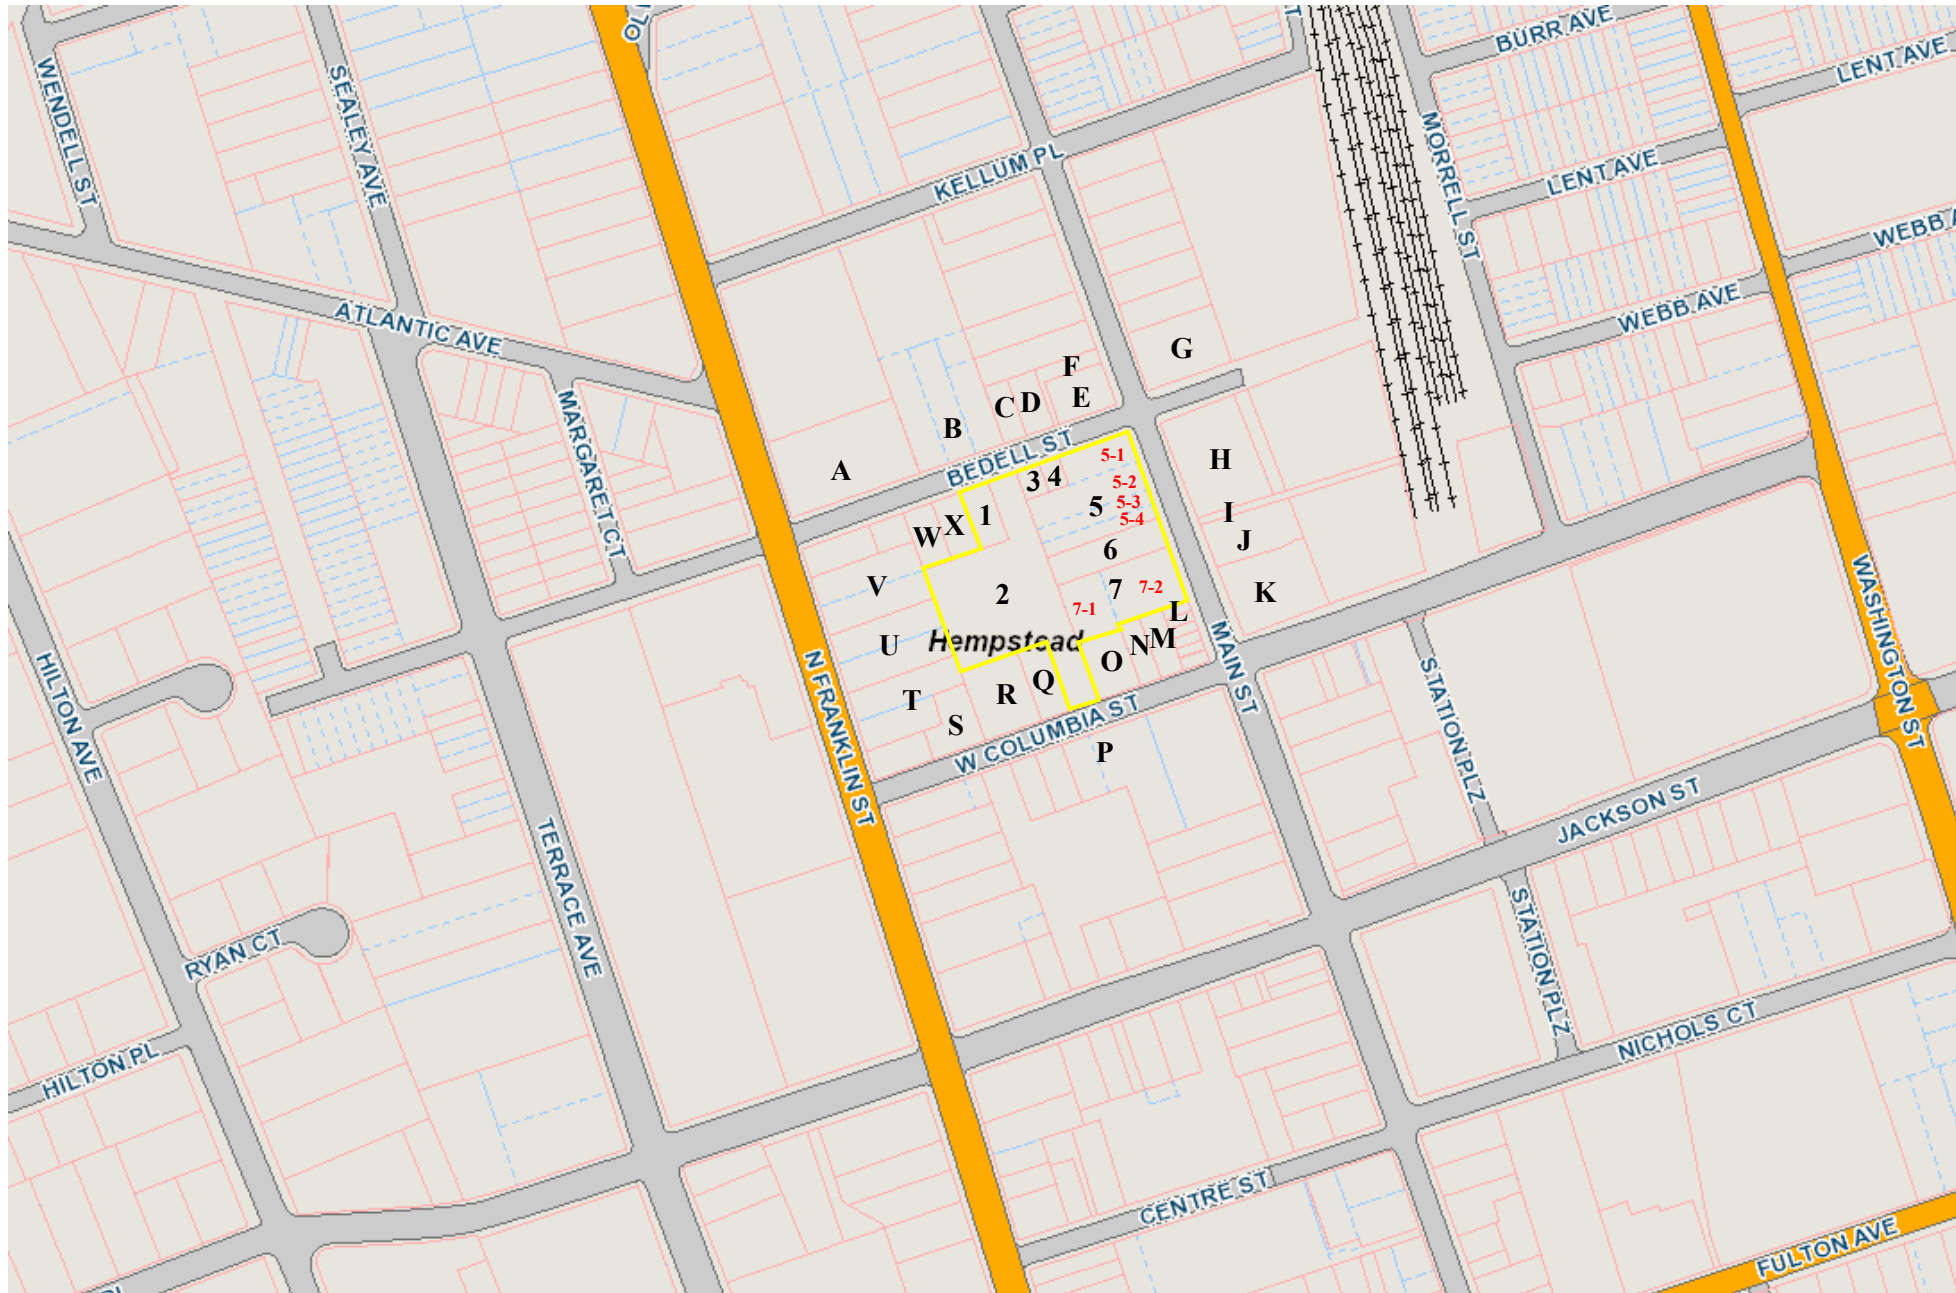 BURR AVE
LENT AVE
WENDELL ST
SEALEY AVE
MORRELL ST
KELLUM PL
LENT AVE
WEBB A
ATLANTIC AVE
WEBB AVE
MARGARET CT
G
F
C D E
B
BEDELL ST
A
H
5-1
3 4
5-2
5
5-3
5-4
1
X
W
I
J
6
V
2
7
7-2
7-1
K
L
U
Hempstead
N M
O
MAIN ST
HILTON AVE
N FRANKLIN ST
T
S
R
Q
W COLUMBIA ST
P
STATION PLZ
WASHINGTON ST
JACKSON ST
TERRACE AVE
RYAN CT
STATION PLZ
NICHOLS CT
HILTON PL
CENTRE ST
FULTON AVE